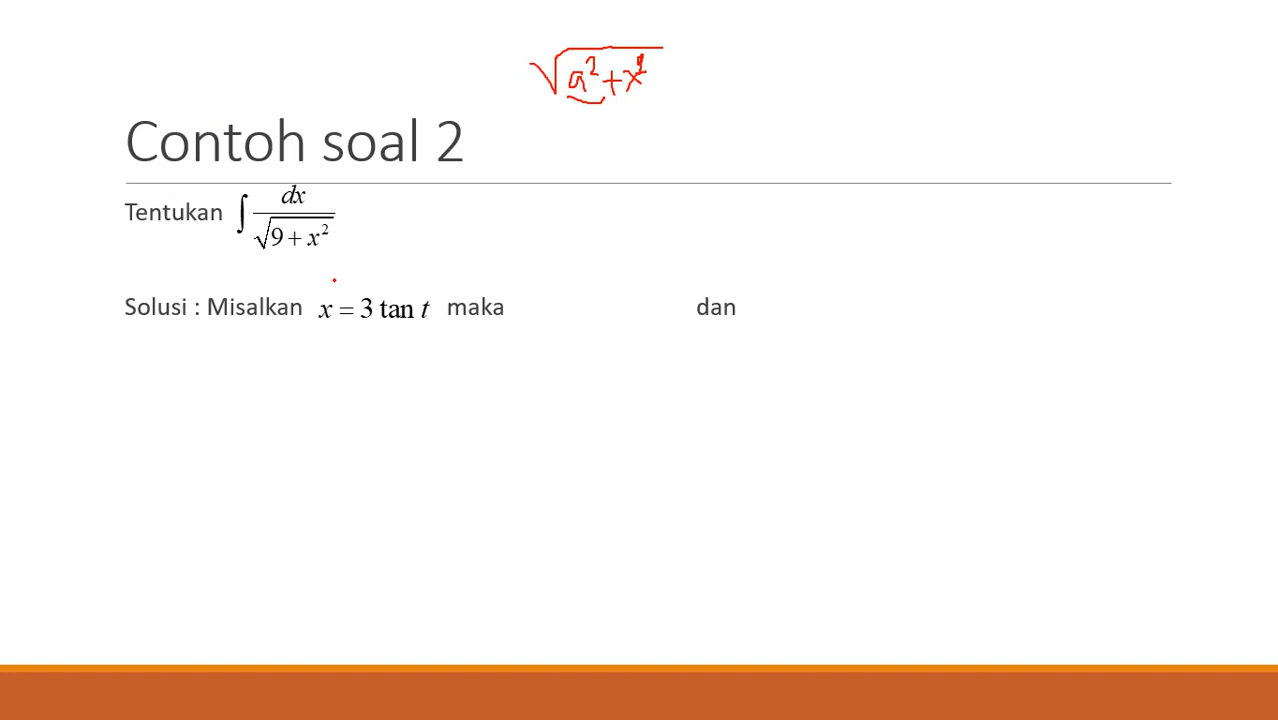 √(a²+x²)
Contoh soal 2
Tentukan ∫ dx / √(9 + x²)
Solusi : Misalkan x = 3 tan t maka dan